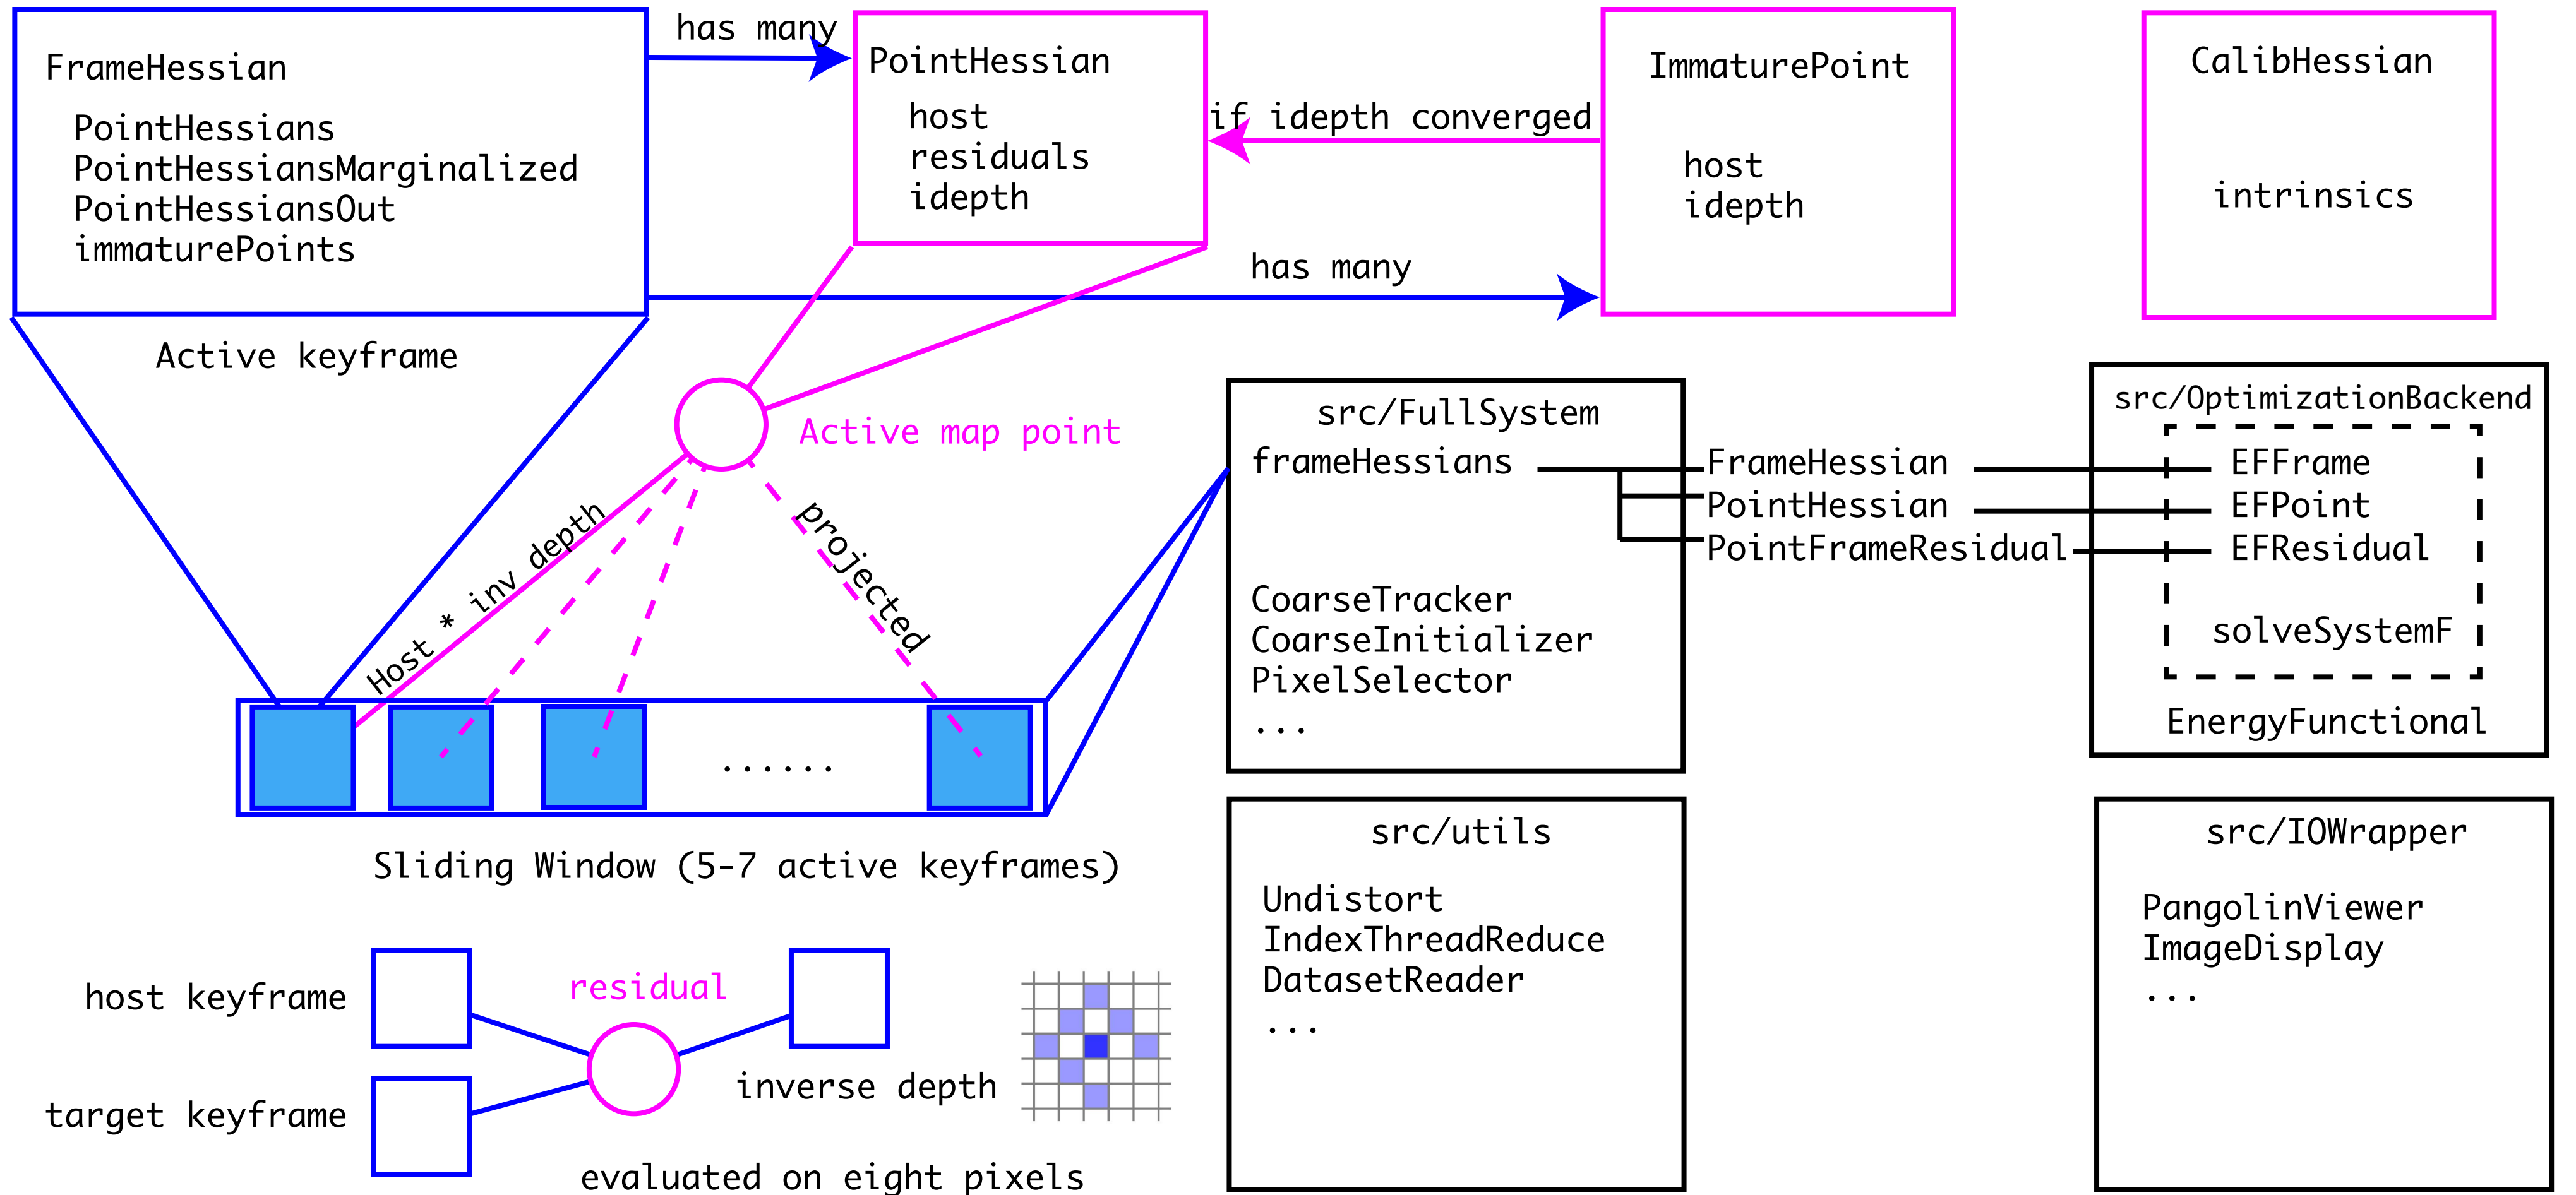 FrameHessian
PointHessians
PointHessiansMarginalized
PointHessiansOut
immaturePoints
has many
PointHessian
host
residuals
idepth
if idepth converged
ImmaturePoint
host
idepth
CalibHessian
intrinsics
has many
Active keyframe
Active map point
Host * inv depth
projected
......
Sliding Window (5-7 active keyframes)
src/FullSystem
frameHessians
CoarseTracker
CoarseInitializer
PixelSelector
...
FrameHessian
PointHessian
PointFrameResidual
src/OptimizationBackend
EFFrame
EFPoint
EFResidual
solveSystemF
EnergyFunctional
src/utils
Undistort
IndexThreadReduce
DatasetReader
...
src/IOWrapper
PangolinViewer
ImageDisplay
...
host keyframe
residual
target keyframe
inverse depth
evaluated on eight pixels